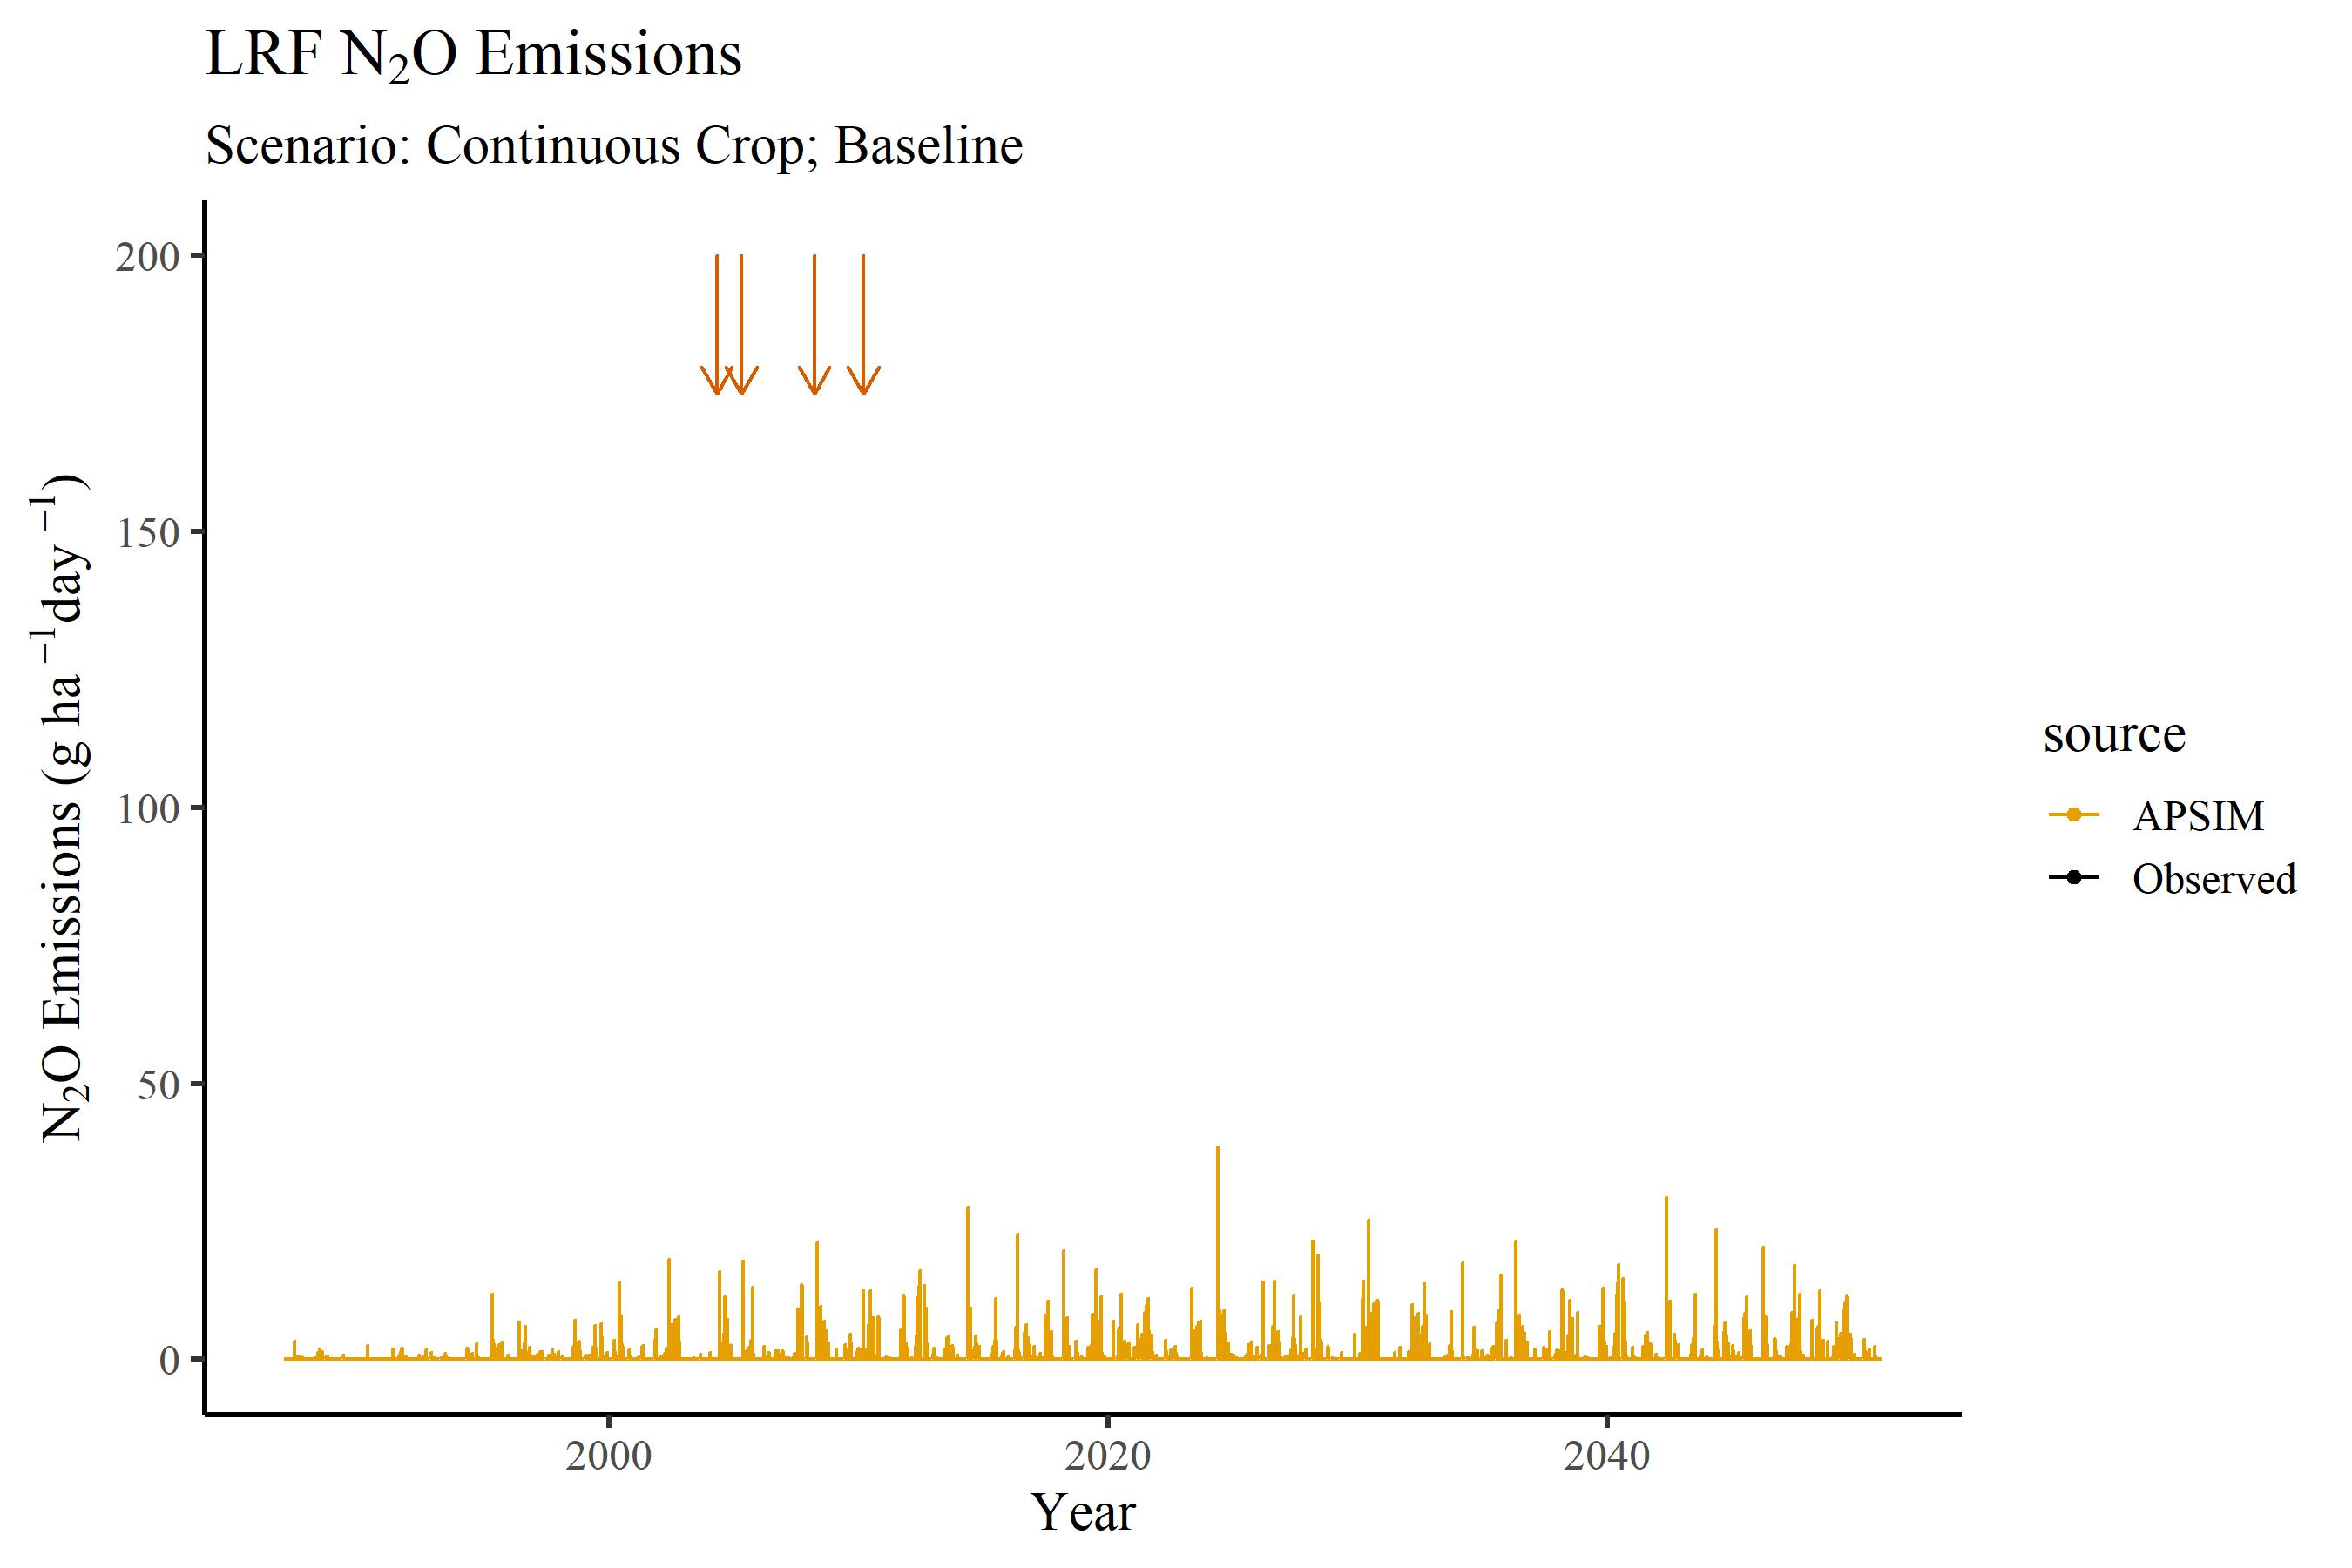 LRF N₂O Emissions
Scenario: Continuous Crop; Baseline
N₂O Emissions (g ha ⁻¹day ⁻¹)
200
150
100
50
0
2000 2020 2040
Year
source
APSIM
Observed